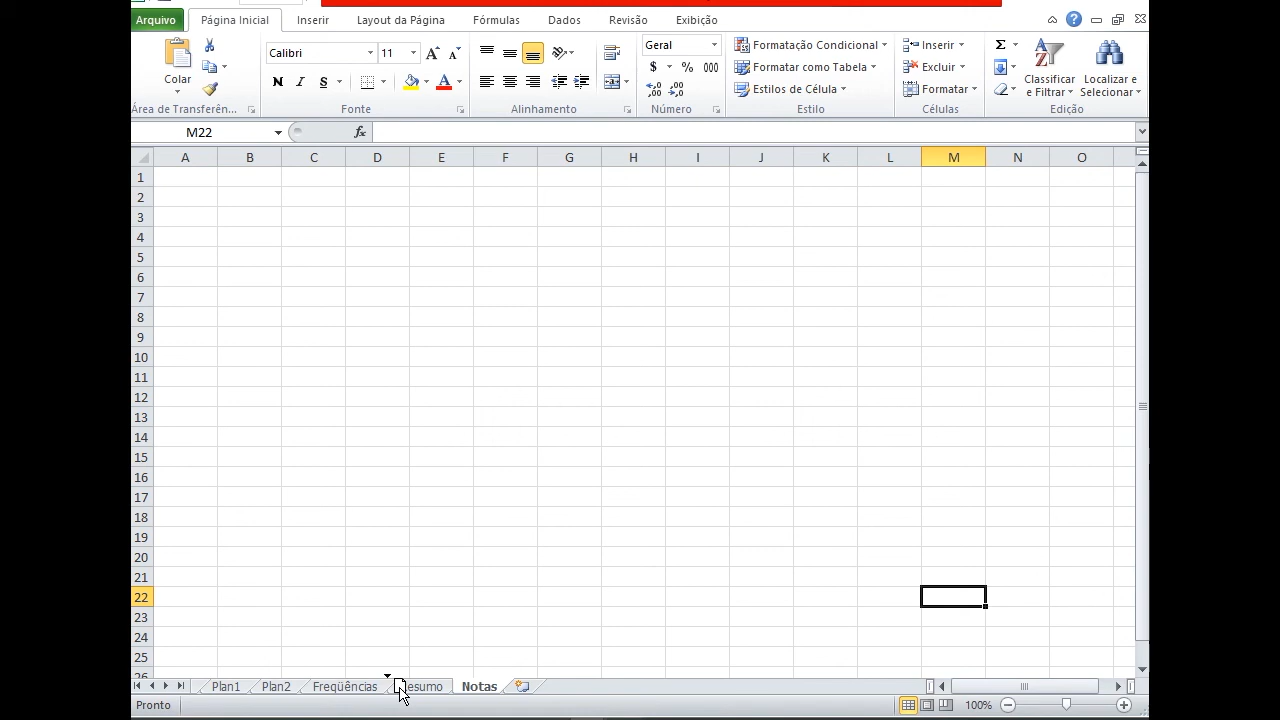 Arquivo Página Inicial Inserir Layout da Página Fórmulas Dados Revisão Exibição
Colar
Área de Transferên...
Calibri 11 A A
N I S A
Fonte
Alinhamento
Geral
$ % 000
,00 ,0
Número
Formatação Condicional
Formatar como Tabela
Estilos de Célula
Estilo
Inserir
Excluir
Formatar
Células
Σ
Classificar e Filtrar
Localizar e Selecionar
Edição
M22 fx
A B C D E F G H I J K L M N O
1
2
3
4
5
6
7
8
9
10
11
12
13
14
15
16
17
18
19
20
21
22
23
24
25
Plan1 Plan2 Freqüências esumo Notas
Pronto 100%